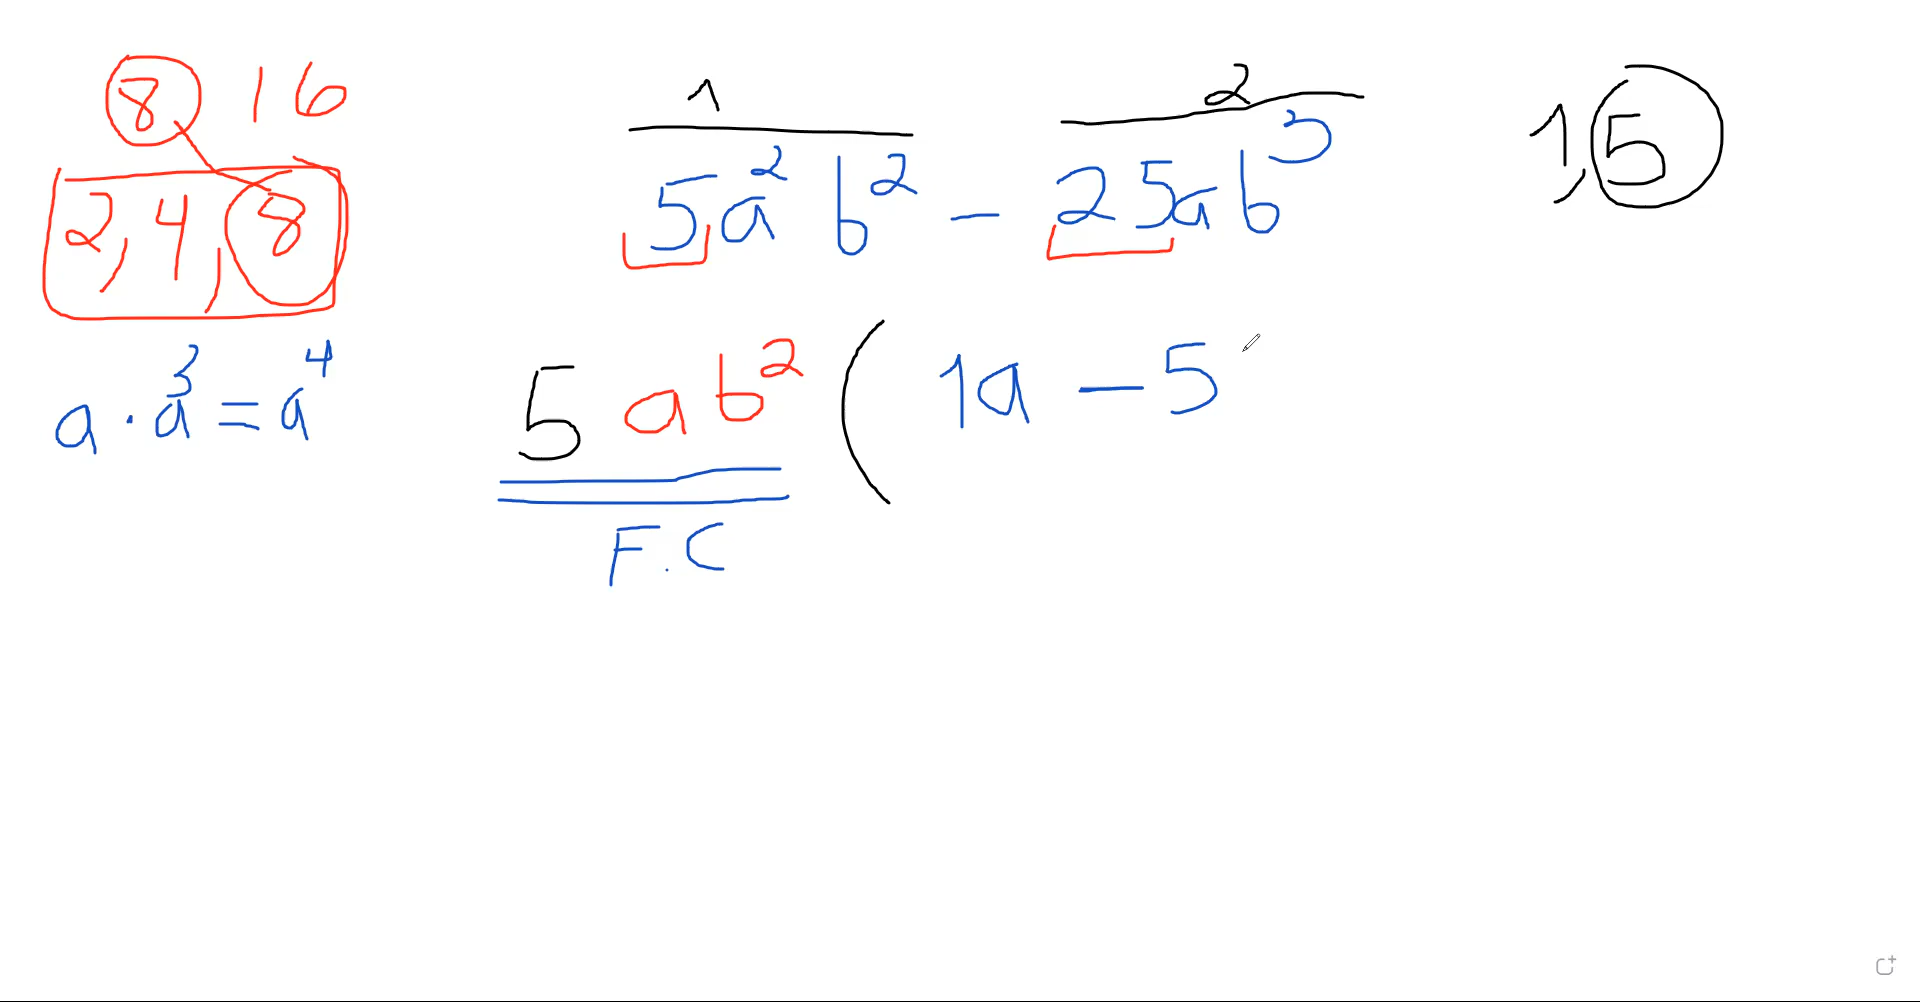 8 16
2, 4, 8
a · a³ = a⁴
1 2
5a²b² - 25ab³
1, 5
5ab² ( 1a - 5
F.C